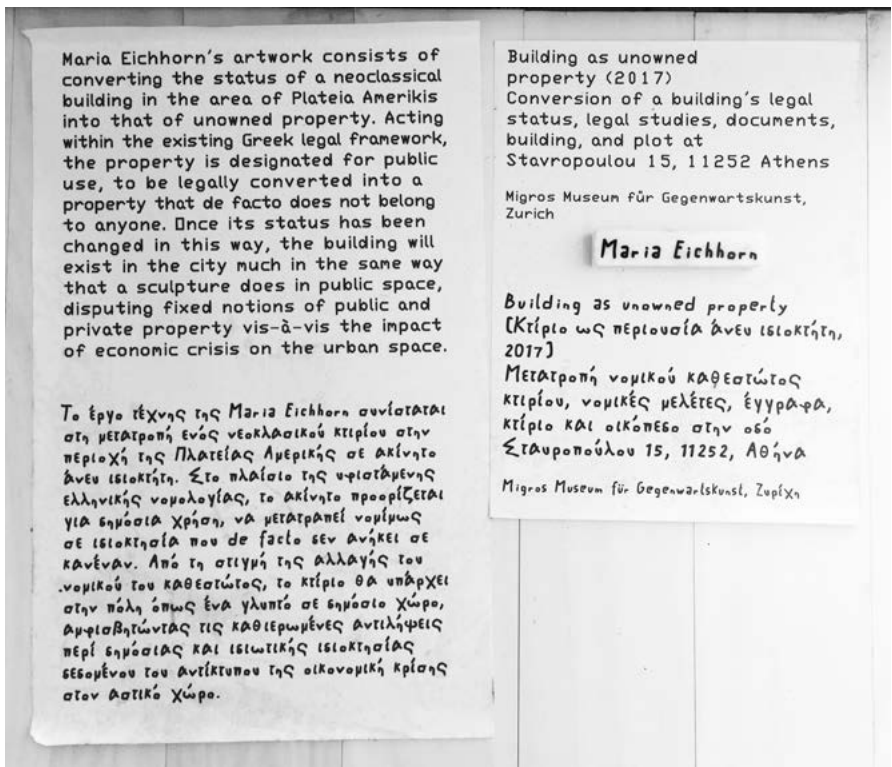 Maria Eichhorn's artwork consists of
converting the status of a neoclassical
building in the area of Plateia Amerikis
into that of unowned property. Acting
within the existing Greek legal framework,
the property is designated for public
use, to be legally converted into a
property that de facto does not belong
to anyone. Once its status has been
changed in this way, the building will
exist in the city much in the same way
that a sculpture does in public space,
disputing fixed notions of public and
private property vis-à-vis the impact
of economic crisis on the urban space.
Το έργο τέχνης της Maria Eichhorn συνίσταται
στη μετατροπή ενός νεοκλασικού κτιρίου στην
περιοχή της Πλατείας Αμερικής σε ακίνητο
άνευ ιδιοκτήτη. Στο πλαίσιο της υφιστάμενης
ελληνικής νομολογίας, το ακίνητο προορίζεται
για δημόσια χρήση, να μετατραπεί νομίμως
σε ιδιοκτησία που de facto δεν ανήκει σε
κανέναν. Από τη στιγμή της αλλαγής του
νομικού του καθεστώτος, το κτίριο θα υπάρχει
στην πόλη όπως ένα γλυπτό σε δημόσιο χώρο,
αμφισβητώντας τις καθιερωμένες αντιλήψεις
περί δημόσιας και ιδιωτικής ιδιοκτησίας
δεδομένου του αντίκτυπου της οικονομική κρίσης
στον αστικό χώρο.
Building as unowned
property (2017)
Conversion of a building's legal
status, legal studies, documents,
building, and plot at
Stavropoulou 15, 11252 Athens
Migros Museum für Gegenwartskunst,
Zurich
Maria Eichhorn
Building as unowned property
[Κτίριο ως περιουσία άνευ ιδιοκτήτη,
2017]
Μετατροπή νομικού καθεστώτος
κτιρίου, νομικές μελέτες, έγγραφα,
κτίριο και οικόπεδο στην οδό
Σταυροπούλου 15, 11252, Αθήνα
Migros Museum für Gegenwartskunst, Ζυρίχη